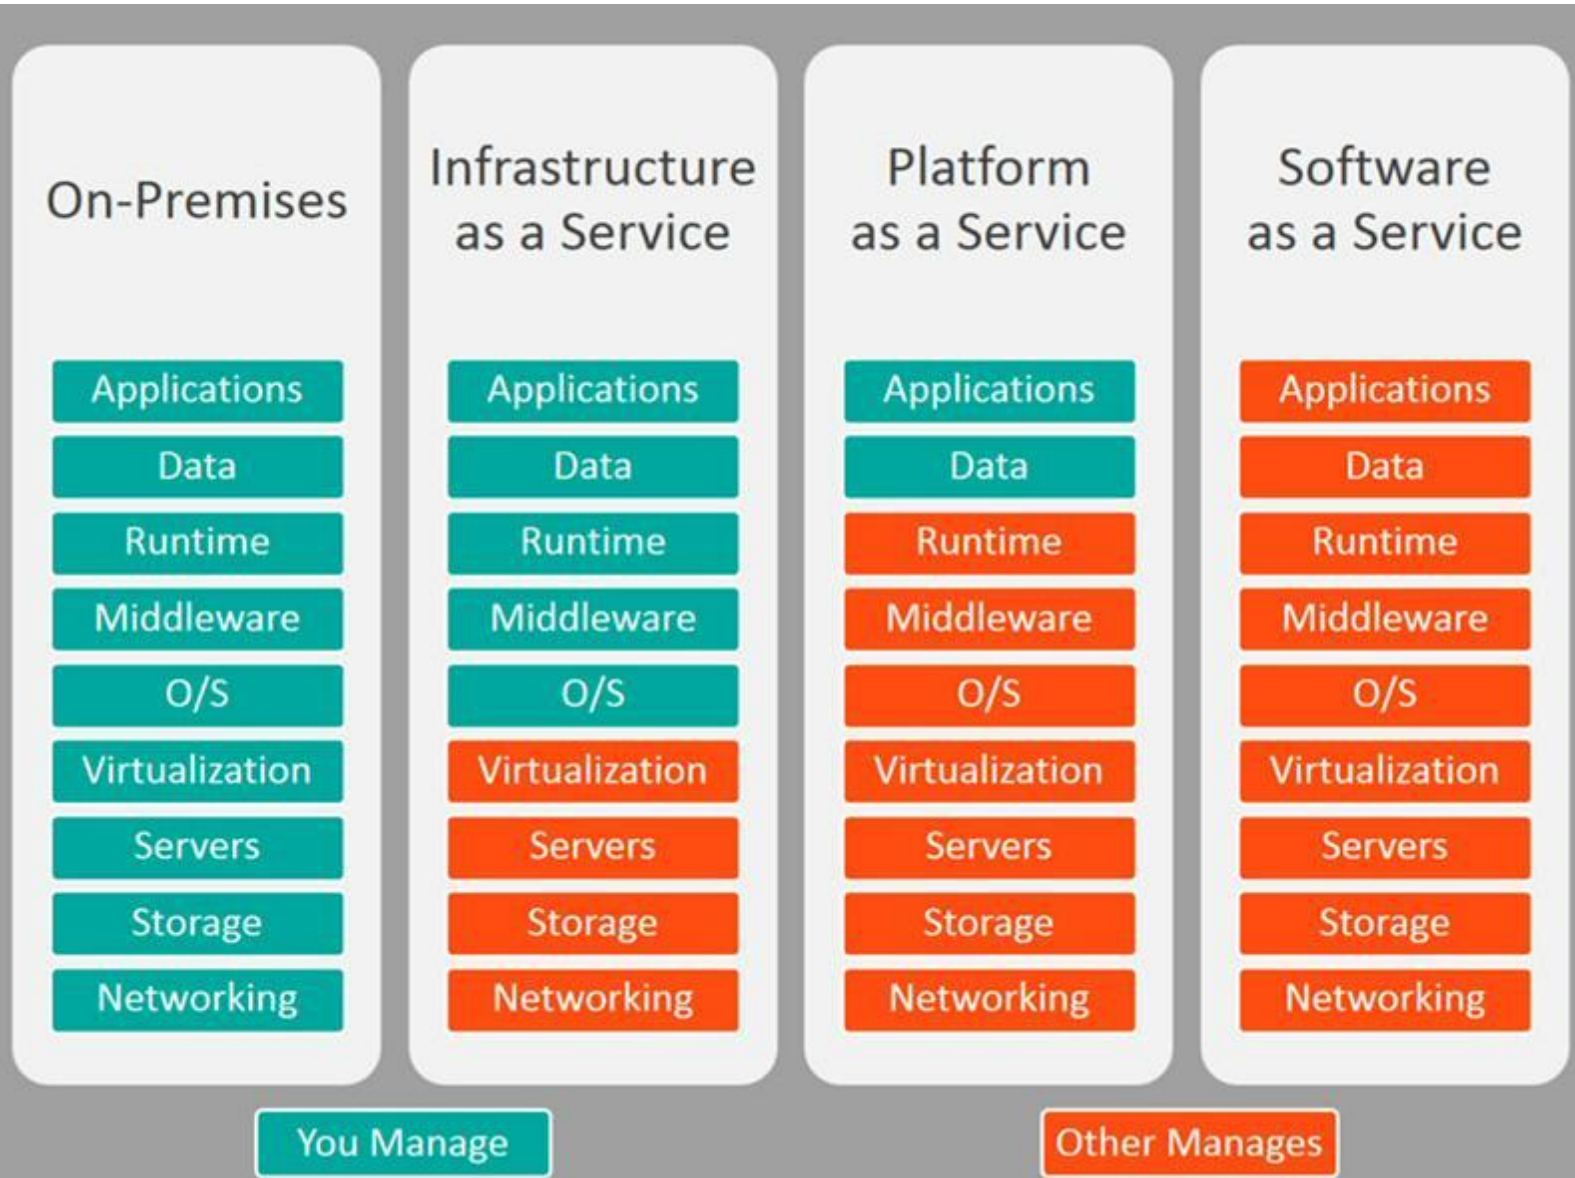 On-Premises
Applications
Data
Runtime
Middleware
O/S
Virtualization
Servers
Storage
Networking
Infrastructure
as a Service
Applications
Data
Runtime
Middleware
O/S
Virtualization
Servers
Storage
Networking
Platform
as a Service
Applications
Data
Runtime
Middleware
O/S
Virtualization
Servers
Storage
Networking
Software
as a Service
Applications
Data
Runtime
Middleware
O/S
Virtualization
Servers
Storage
Networking
You Manage
Other Manages